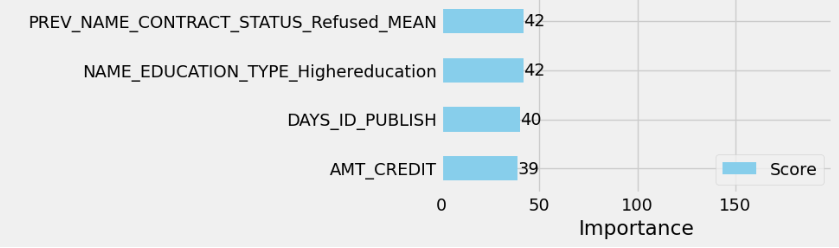 PREV_NAME_CONTRACT_STATUS_Refused_MEAN 42
NAME_EDUCATION_TYPE_Highereducation 42
DAYS_ID_PUBLISH 40
AMT_CREDIT 39
Score
0 50 100 150
Importance